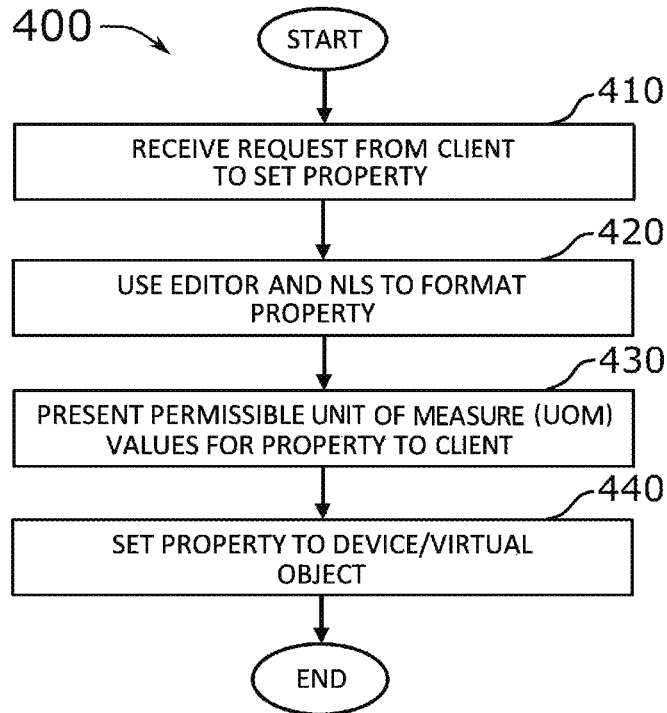 400
START
410
RECEIVE REQUEST FROM CLIENT
TO SET PROPERTY
420
USE EDITOR AND NLS TO FORMAT
PROPERTY
430
PRESENT PERMISSIBLE UNIT OF MEASURE (UOM)
VALUES FOR PROPERTY TO CLIENT
440
SET PROPERTY TO DEVICE/VIRTUAL
OBJECT
END